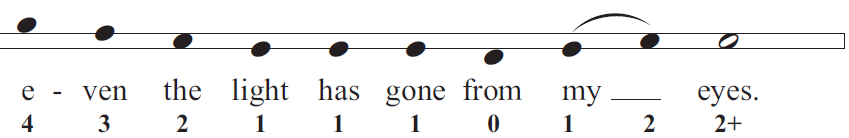 e - ven the light has gone from my ___ eyes.
4 3 2 1 1 1 0 1 2 2+